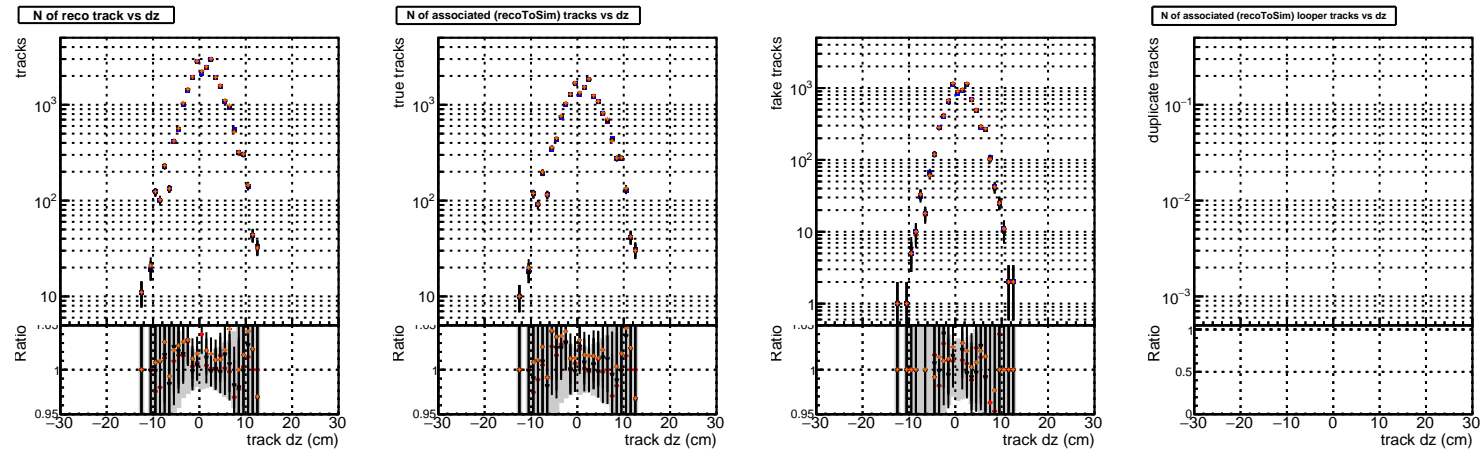 N of reco track vs dz
N of associated (recoToSim) tracks vs dz
N of associated (recoToSim) looper tracks vs dz
tracks
10³
10²
10
Ratio
1
0.95
−30 −20 −10 0 10 20 30
track dz (cm)
true tracks
10³
10²
10
Ratio
1
0.95
−30 −20 −10 0 10 20 30
track dz (cm)
fake tracks
10³
10²
10
1
Ratio
1
0.95
−30 −20 −10 0 10 20 30
track dz (cm)
duplicate tracks
10⁻¹
10⁻²
10⁻³
Ratio
1
0.5
0
−30 −20 −10 0 10 20 30
track dz (cm)